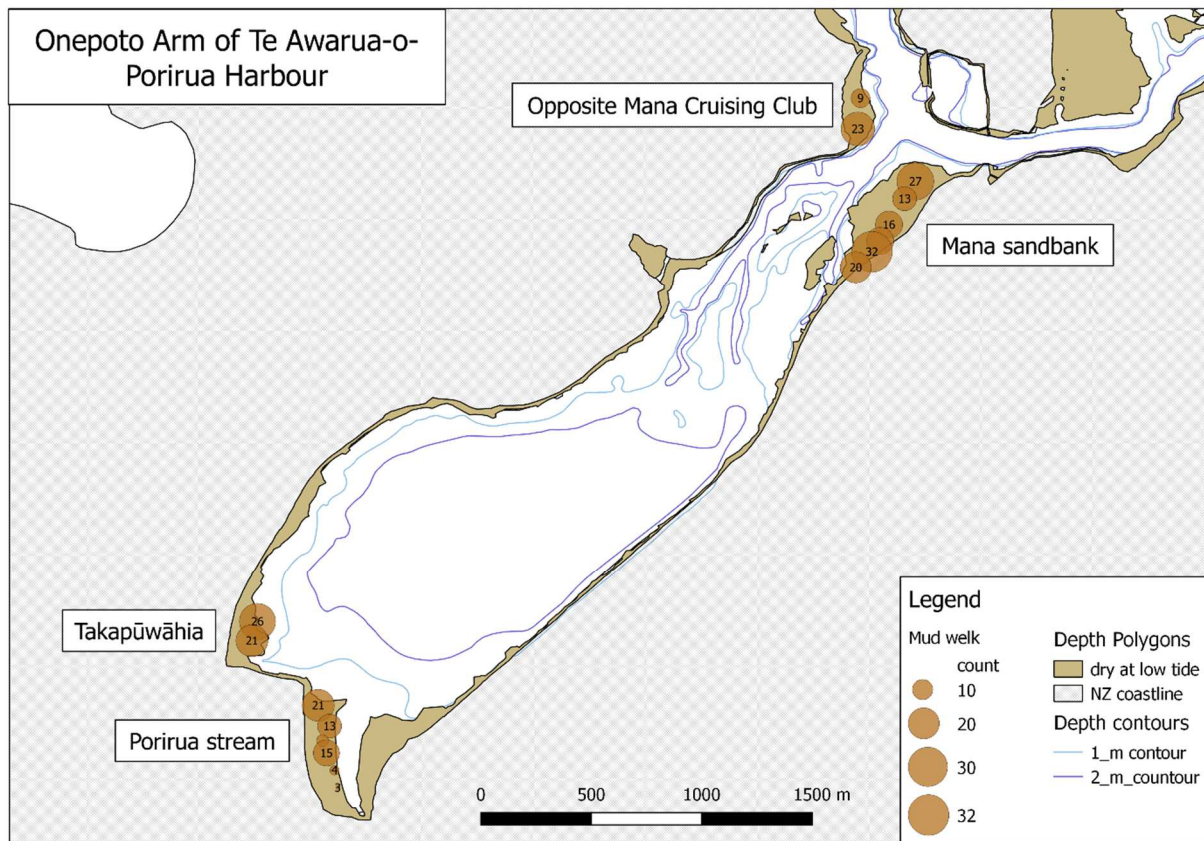 Onepoto Arm of Te Awarua-o-
Porirua Harbour
Opposite Mana Cruising Club
9
23
27
13
16
32
20
Mana sandbank
Takapūwāhia
26
21
Porirua stream
21
13
15
4
3
0 500 1000 1500 m
Legend
Mud welk
count
10
20
30
32
Depth Polygons
dry at low tide
NZ coastline
Depth contours
1_m contour
2_m_countour